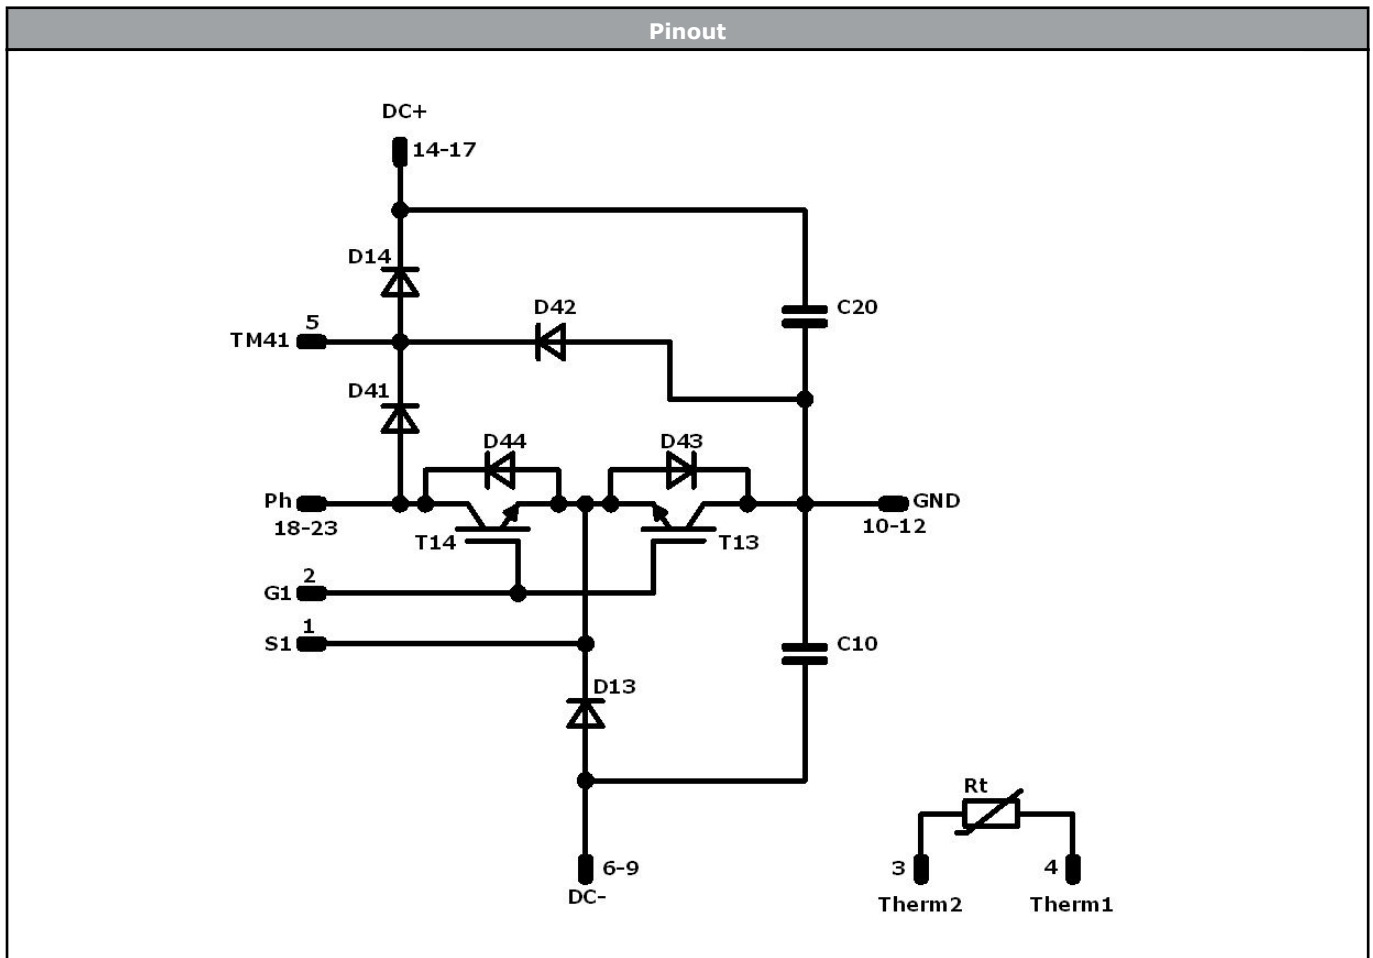 Pinout
DC+
14-17
D14
D42
C20
5
TM41
D41
D44
D43
Ph
GND
18-23
10-12
T14
T13
2
G1
1
S1
C10
D13
Rt
6-9
3
4
DC-
Therm2
Therm1